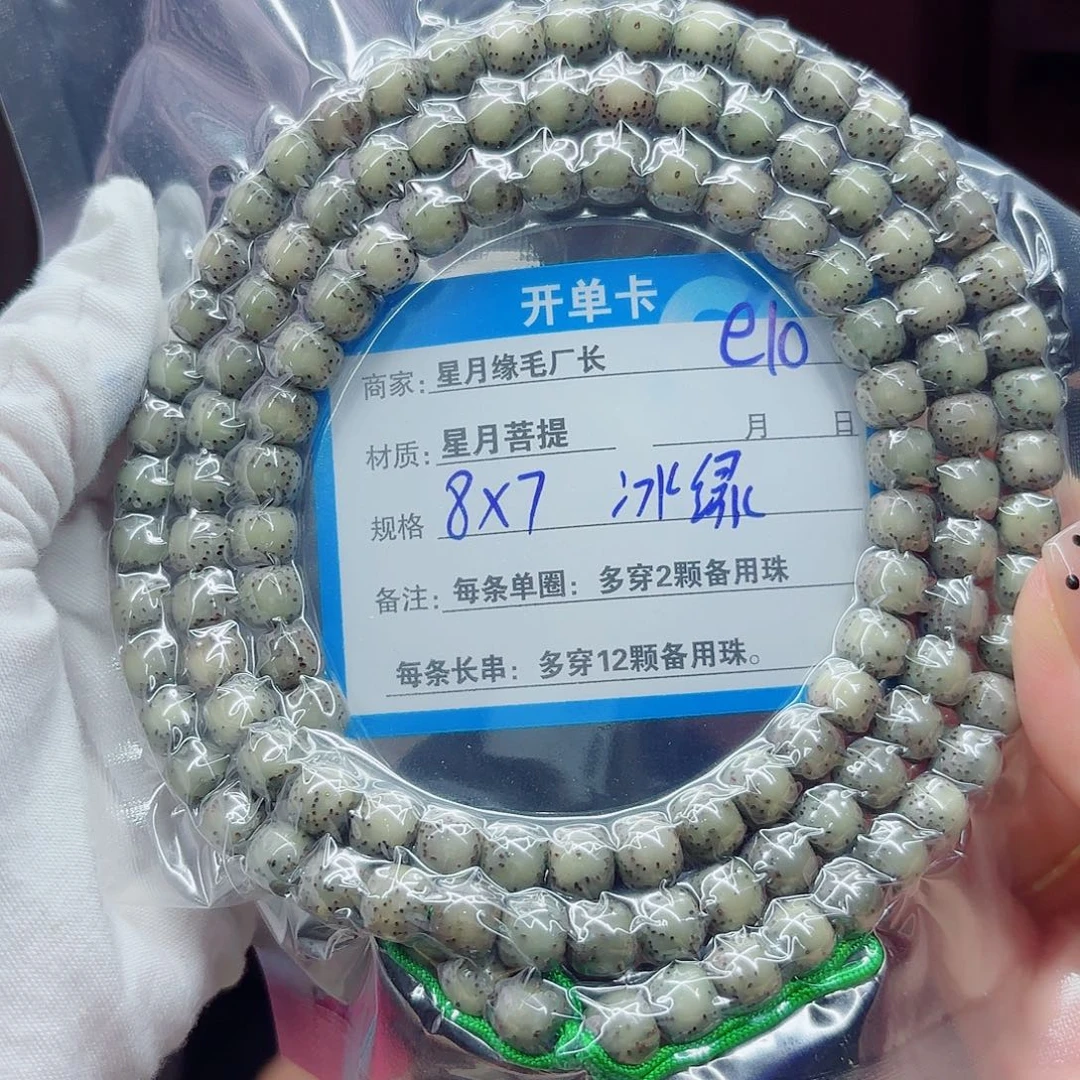 开单卡
e10
商家：星月缘毛厂长
材质：星月菩提 月 日
规格 8×7 冰绿
备注：每条单圈：多穿2颗备用珠
每条长串：多穿12颗备用珠。